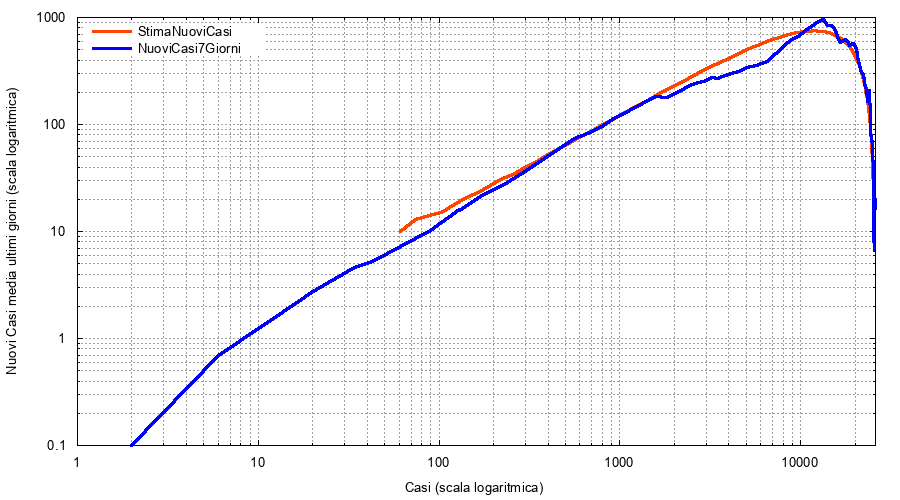 StimaNuoviCasi
NuoviCasi7Giorni
Nuovi Casi media ultimi giorni (scala logaritmica)
1000
100
10
1
0.1
1
10
100
1000
10000
Casi (scala logaritmica)